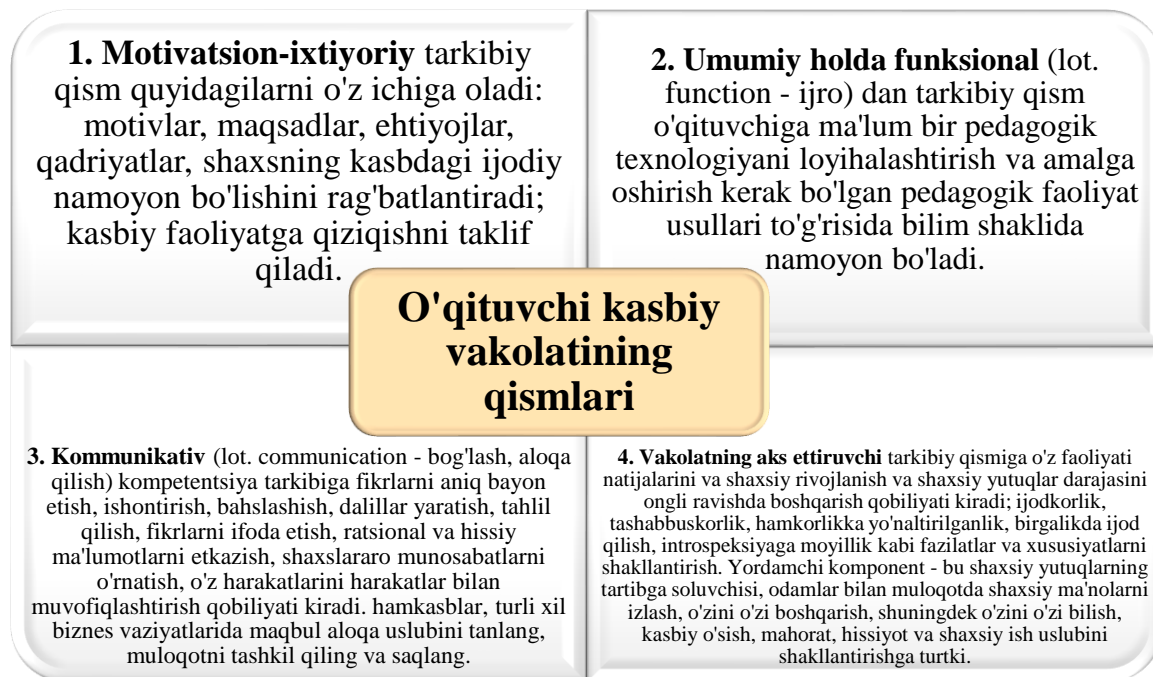 1. Motivatsion-ixtiyoriy tarkibiy
qism quyidagilarni o'z ichiga oladi:
motivlar, maqsadlar, ehtiyojlar,
qadriyatlar, shaxsning kasbdagi ijodiy
namoyon bo'lishini rag'batlantiradi;
kasbiy faoliyatga qiziqishni taklif
qiladi.
2. Umumiy holda funksional (lot.
function - ijro) dan tarkibiy qism
o'qituvchiga ma'lum bir pedagogik
texnologiyani loyihalashtirish va amalga
oshirish kerak bo'lgan pedagogik faoliyat
usullari to'g'risida bilim shaklida
namoyon bo'ladi.
O'qituvchi kasbiy
vakolatining
qismlari
3. Kommunikativ (lot. communication - bog'lash, aloqa
qilish) kompetentsiya tarkibiga fikrlarni aniq bayon
etish, ishontirish, bahslashish, dalillar yaratish, tahlil
qilish, fikrlarni ifoda etish, ratsional va hissiy
ma'lumotlarni etkazish, shaxslararo munosabatlarni
o'rnatish, o'z harakatlarini harakatlar bilan
muvofiqlashtirish qobiliyati kiradi. hamkasblar, turli xil
biznes vaziyatlarida maqbul aloqa uslubini tanlang,
muloqotni tashkil qiling va saqlang.
4. Vakolatning aks ettiruvchi tarkibiy qismiga o'z faoliyati
natijalarini va shaxsiy rivojlanish va shaxsiy yutuqlar darajasini
ongli ravishda boshqarish qobiliyati kiradi; ijodkorlik,
tashabbuskorlik, hamkorlikka yo'naltirilganlik, birgalikda ijod
qilish, introspeksiyaga moyillik kabi fazilatlar va xususiyatlarni
shakllantirish. Yordamchi komponent - bu shaxsiy yutuqlarning
tartibga soluvchisi, odamlar bilan muloqotda shaxsiy ma'nolarni
izlash, o'zini o'zi boshqarish, shuningdek o'zini o'zi bilish,
kasbiy o'sish, mahorat, hissiyot va shaxsiy ish uslubini
shakllantirishga turtki.